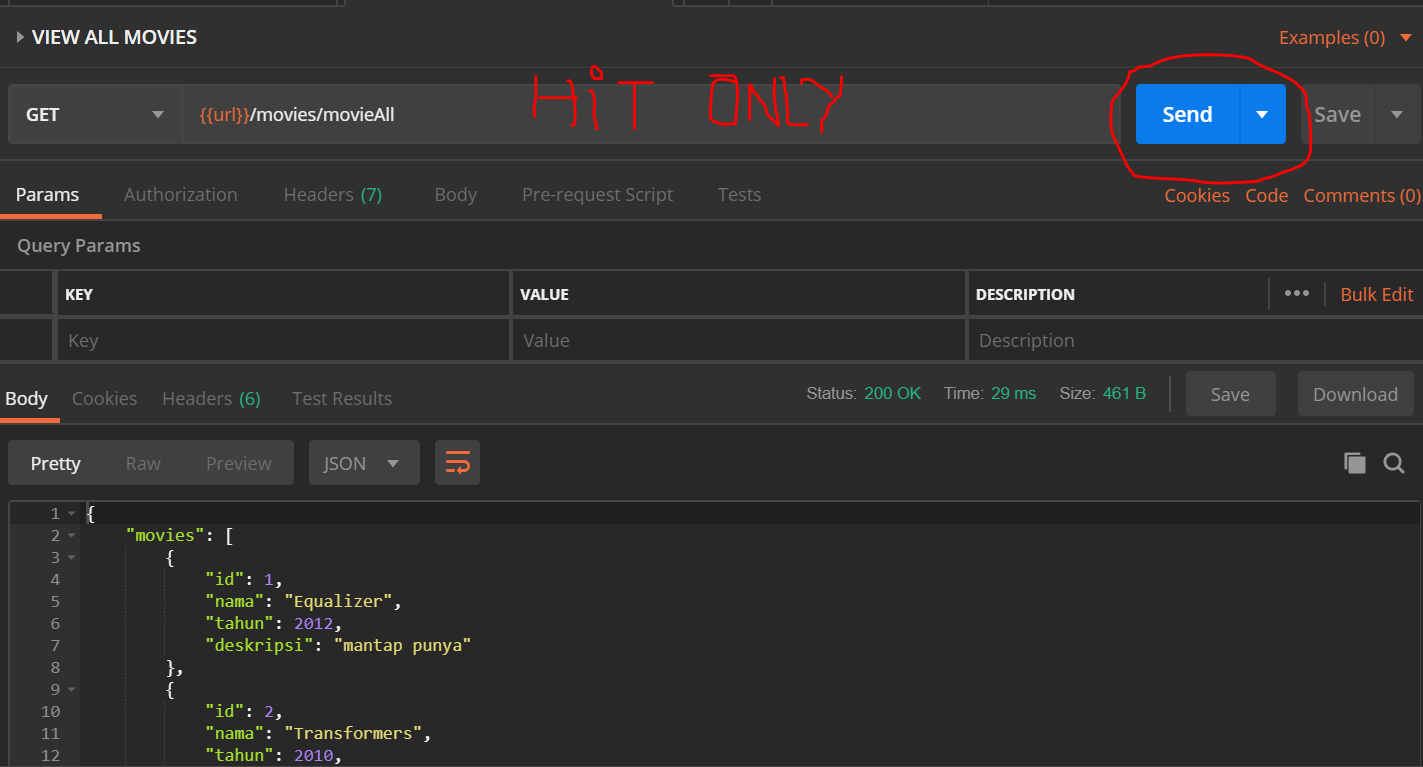 VIEW ALL MOVIES
Examples (0)
HiT ONLY
GET {{url}}/movies/movieAll Send Save
Params Authorization Headers (7) Body Pre-request Script Tests Cookies Code Comments (0)
Query Params
KEY VALUE DESCRIPTION ••• Bulk Edit
Key Value Description
Body Cookies Headers (6) Test Results Status: 200 OK Time: 29 ms Size: 461 B Save Download
Pretty Raw Preview JSON
1 {
2 "movies": [
3 {
4 "id": 1,
5 "nama": "Equalizer",
6 "tahun": 2012,
7 "deskripsi": "mantap punya"
8 },
9 {
10 "id": 2,
11 "nama": "Transformers",
12 "tahun": 2010,